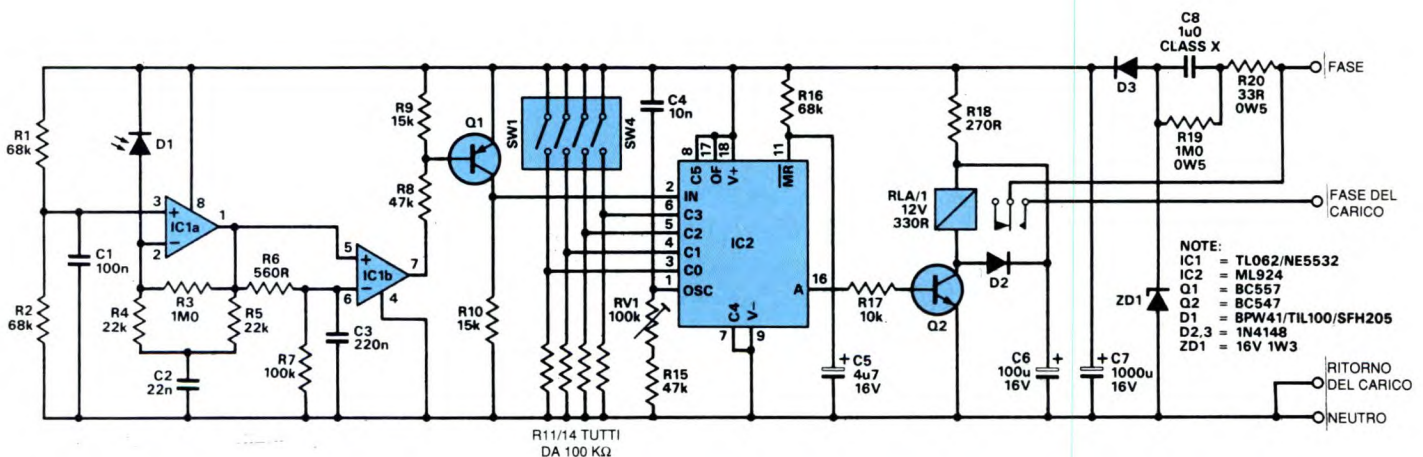 R1
68k
R2
68k
D1
C1
100n
3
+
IC1a
8
1
-
2
R3
1M0
R4
22k
R5
22k
C2
22n
R6
560R
R7
100k
C3
220n
5
+
IC1b
7
-
6
4
R9
15k
R8
47k
Q1
R10
15k
SW1
SW4
R11/14 TUTTI
DA 100 KΩ
C4
10n
RV1
100k
R15
47k
8
17
18
11
C5
OF
V+
MR
2
IN
6
C3
5
C2
4
C1
3
C0
1
OSC
IC2
A
16
C4
V-
7
9
R16
68k
R17
10k
C5
4u7
16V
+
R18
270R
RLA/1
12V
330R
D2
Q2
C6
100u
16V
+
C7
1000u
16V
+
D3
C8
1u0
CLASS X
R20
33R
0W5
R19
1M0
0W5
ZD1
FASE
FASE DEL
CARICO
NOTE:
IC1 = TL062/NE5532
IC2 = ML924
Q1 = BC557
Q2 = BC547
D1 = BPW41/TIL100/SFH205
D2,3 = 1N4148
ZD1 = 16V 1W3
RITORNO
DEL CARICO
NEUTRO